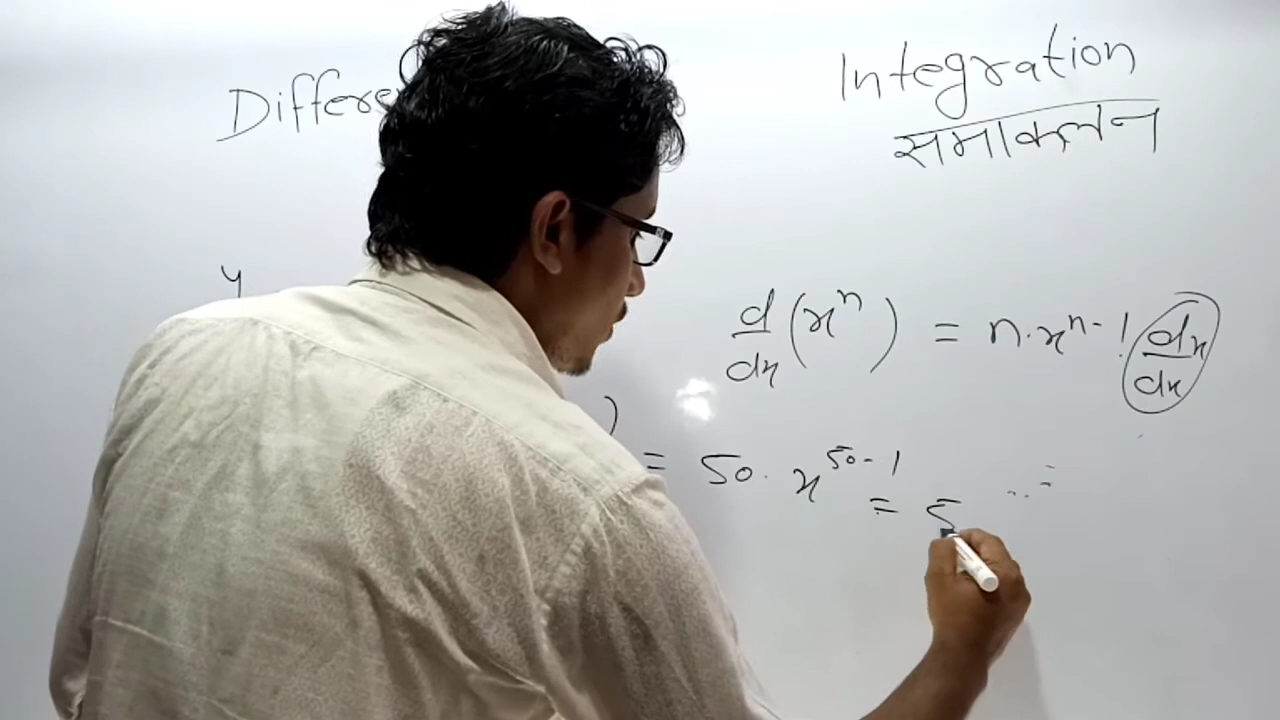 Differe
Integration
समाकलन
y
d/dx (xⁿ) = n·xⁿ⁻¹ dx/dx
) = 50· x⁵⁰⁻¹
= 5